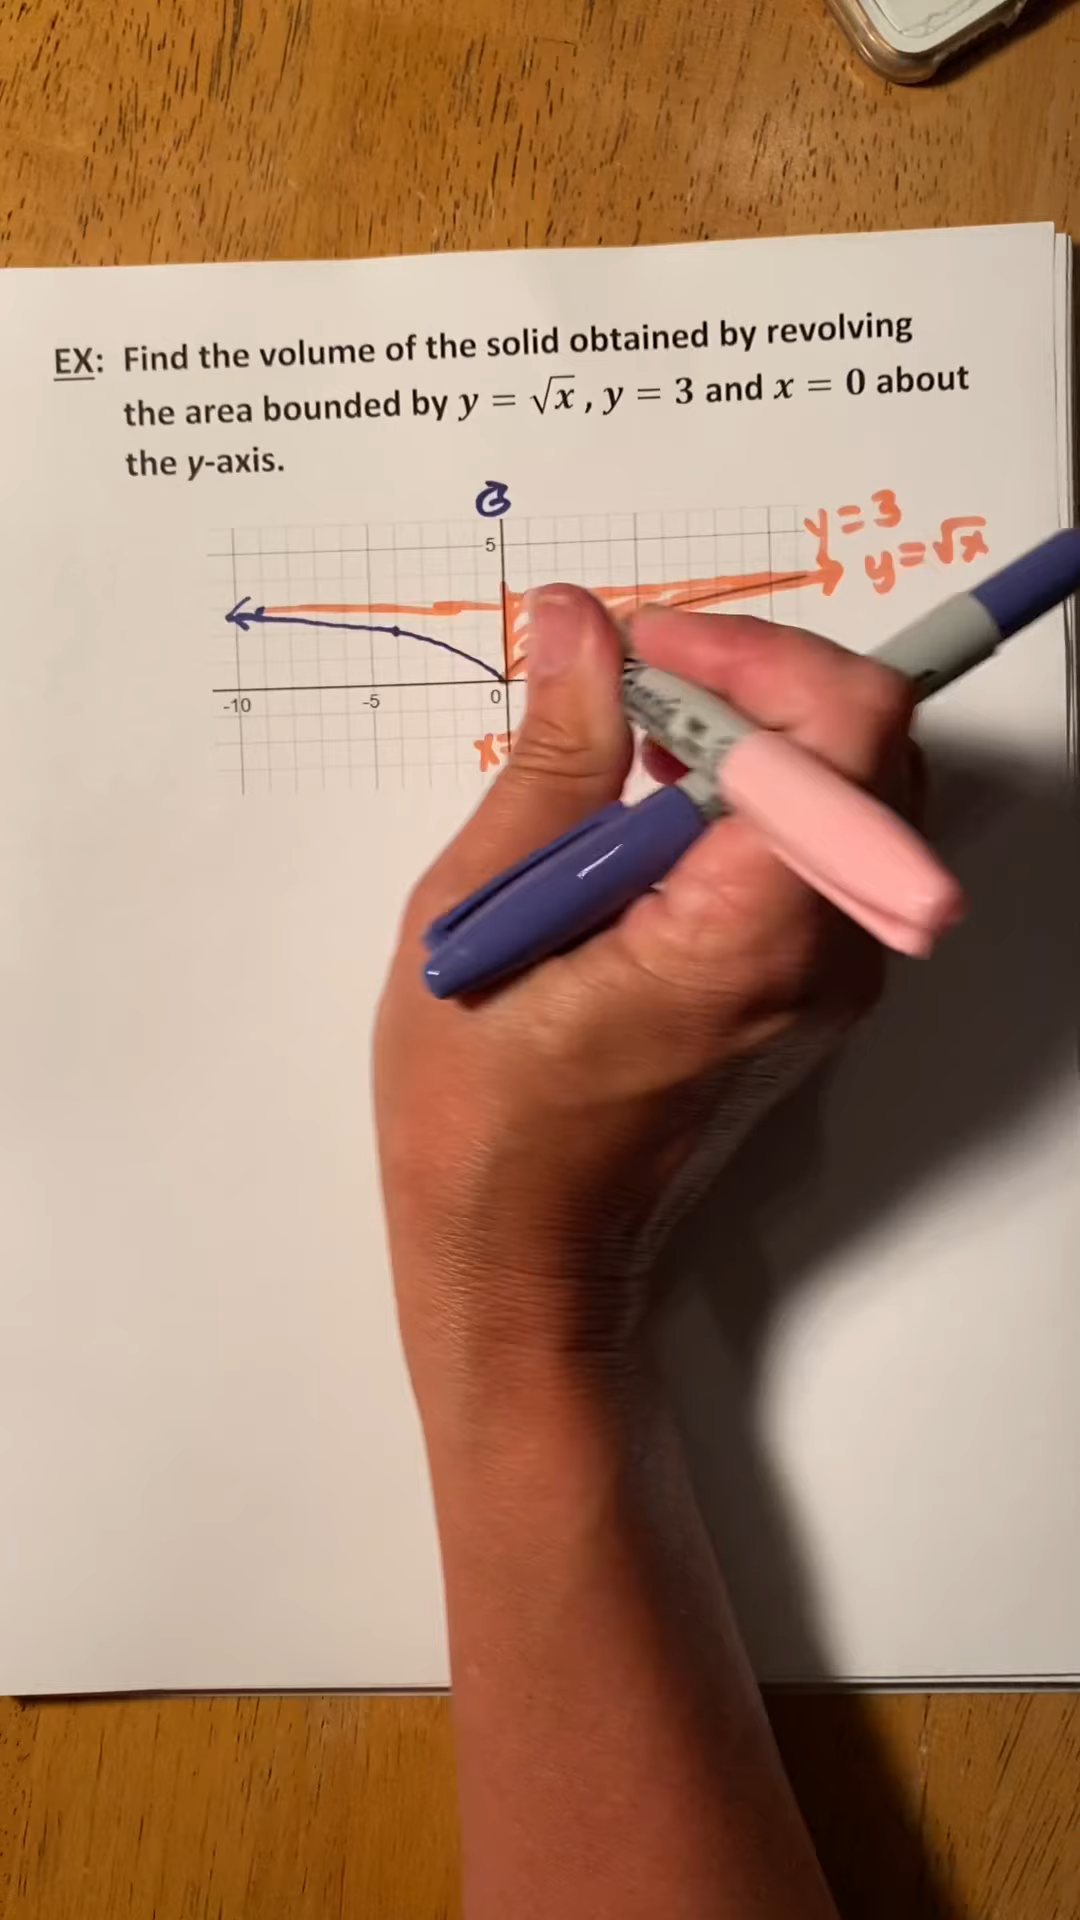 EX: Find the volume of the solid obtained by revolving
the area bounded by y = √x , y = 3 and x = 0 about
the y-axis.
y=3
y=√x
5
-10 -5 0
x=